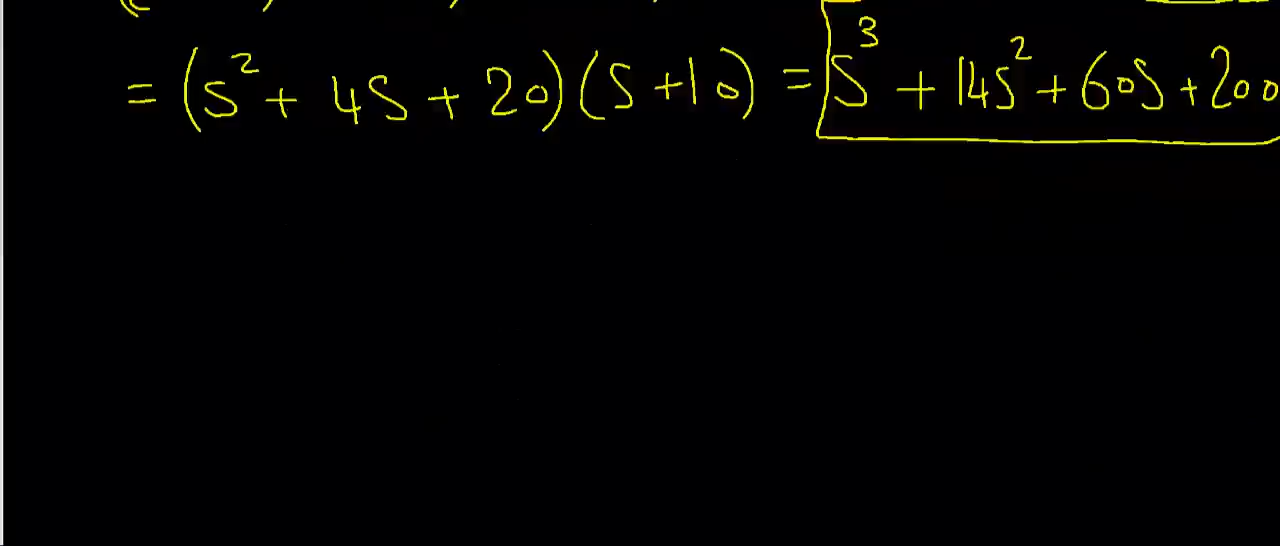 = (s² + 4s + 20)(s + 10) = s³ + 14s² + 60s + 200